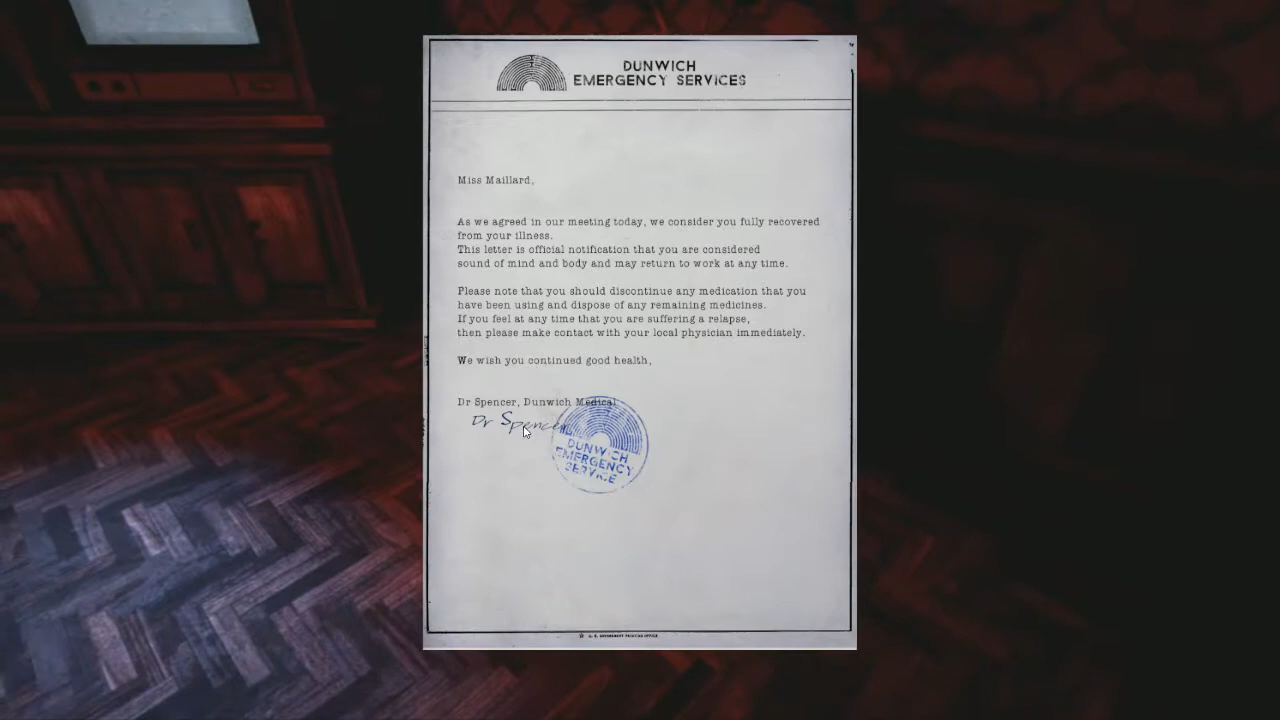 DUNWICH
EMERGENCY SERVICES
Miss Maillard,
As we agreed in our meeting today, we consider you fully recovered
from your illness.
This letter is official notification that you are considered
sound of mind and body and may return to work at any time.
Please note that you should discontinue any medication that you
have been using and dispose of any remaining medicines.
If you feel at any time that you are suffering a relapse,
then please make contact with your local physician immediately.
We wish you continued good health,
Dr Spencer, Dunwich Medical
Dr Spencer
DUNWICH
EMERGENCY
SERVICE
U. S. GOVERNMENT PRINTING OFFICE